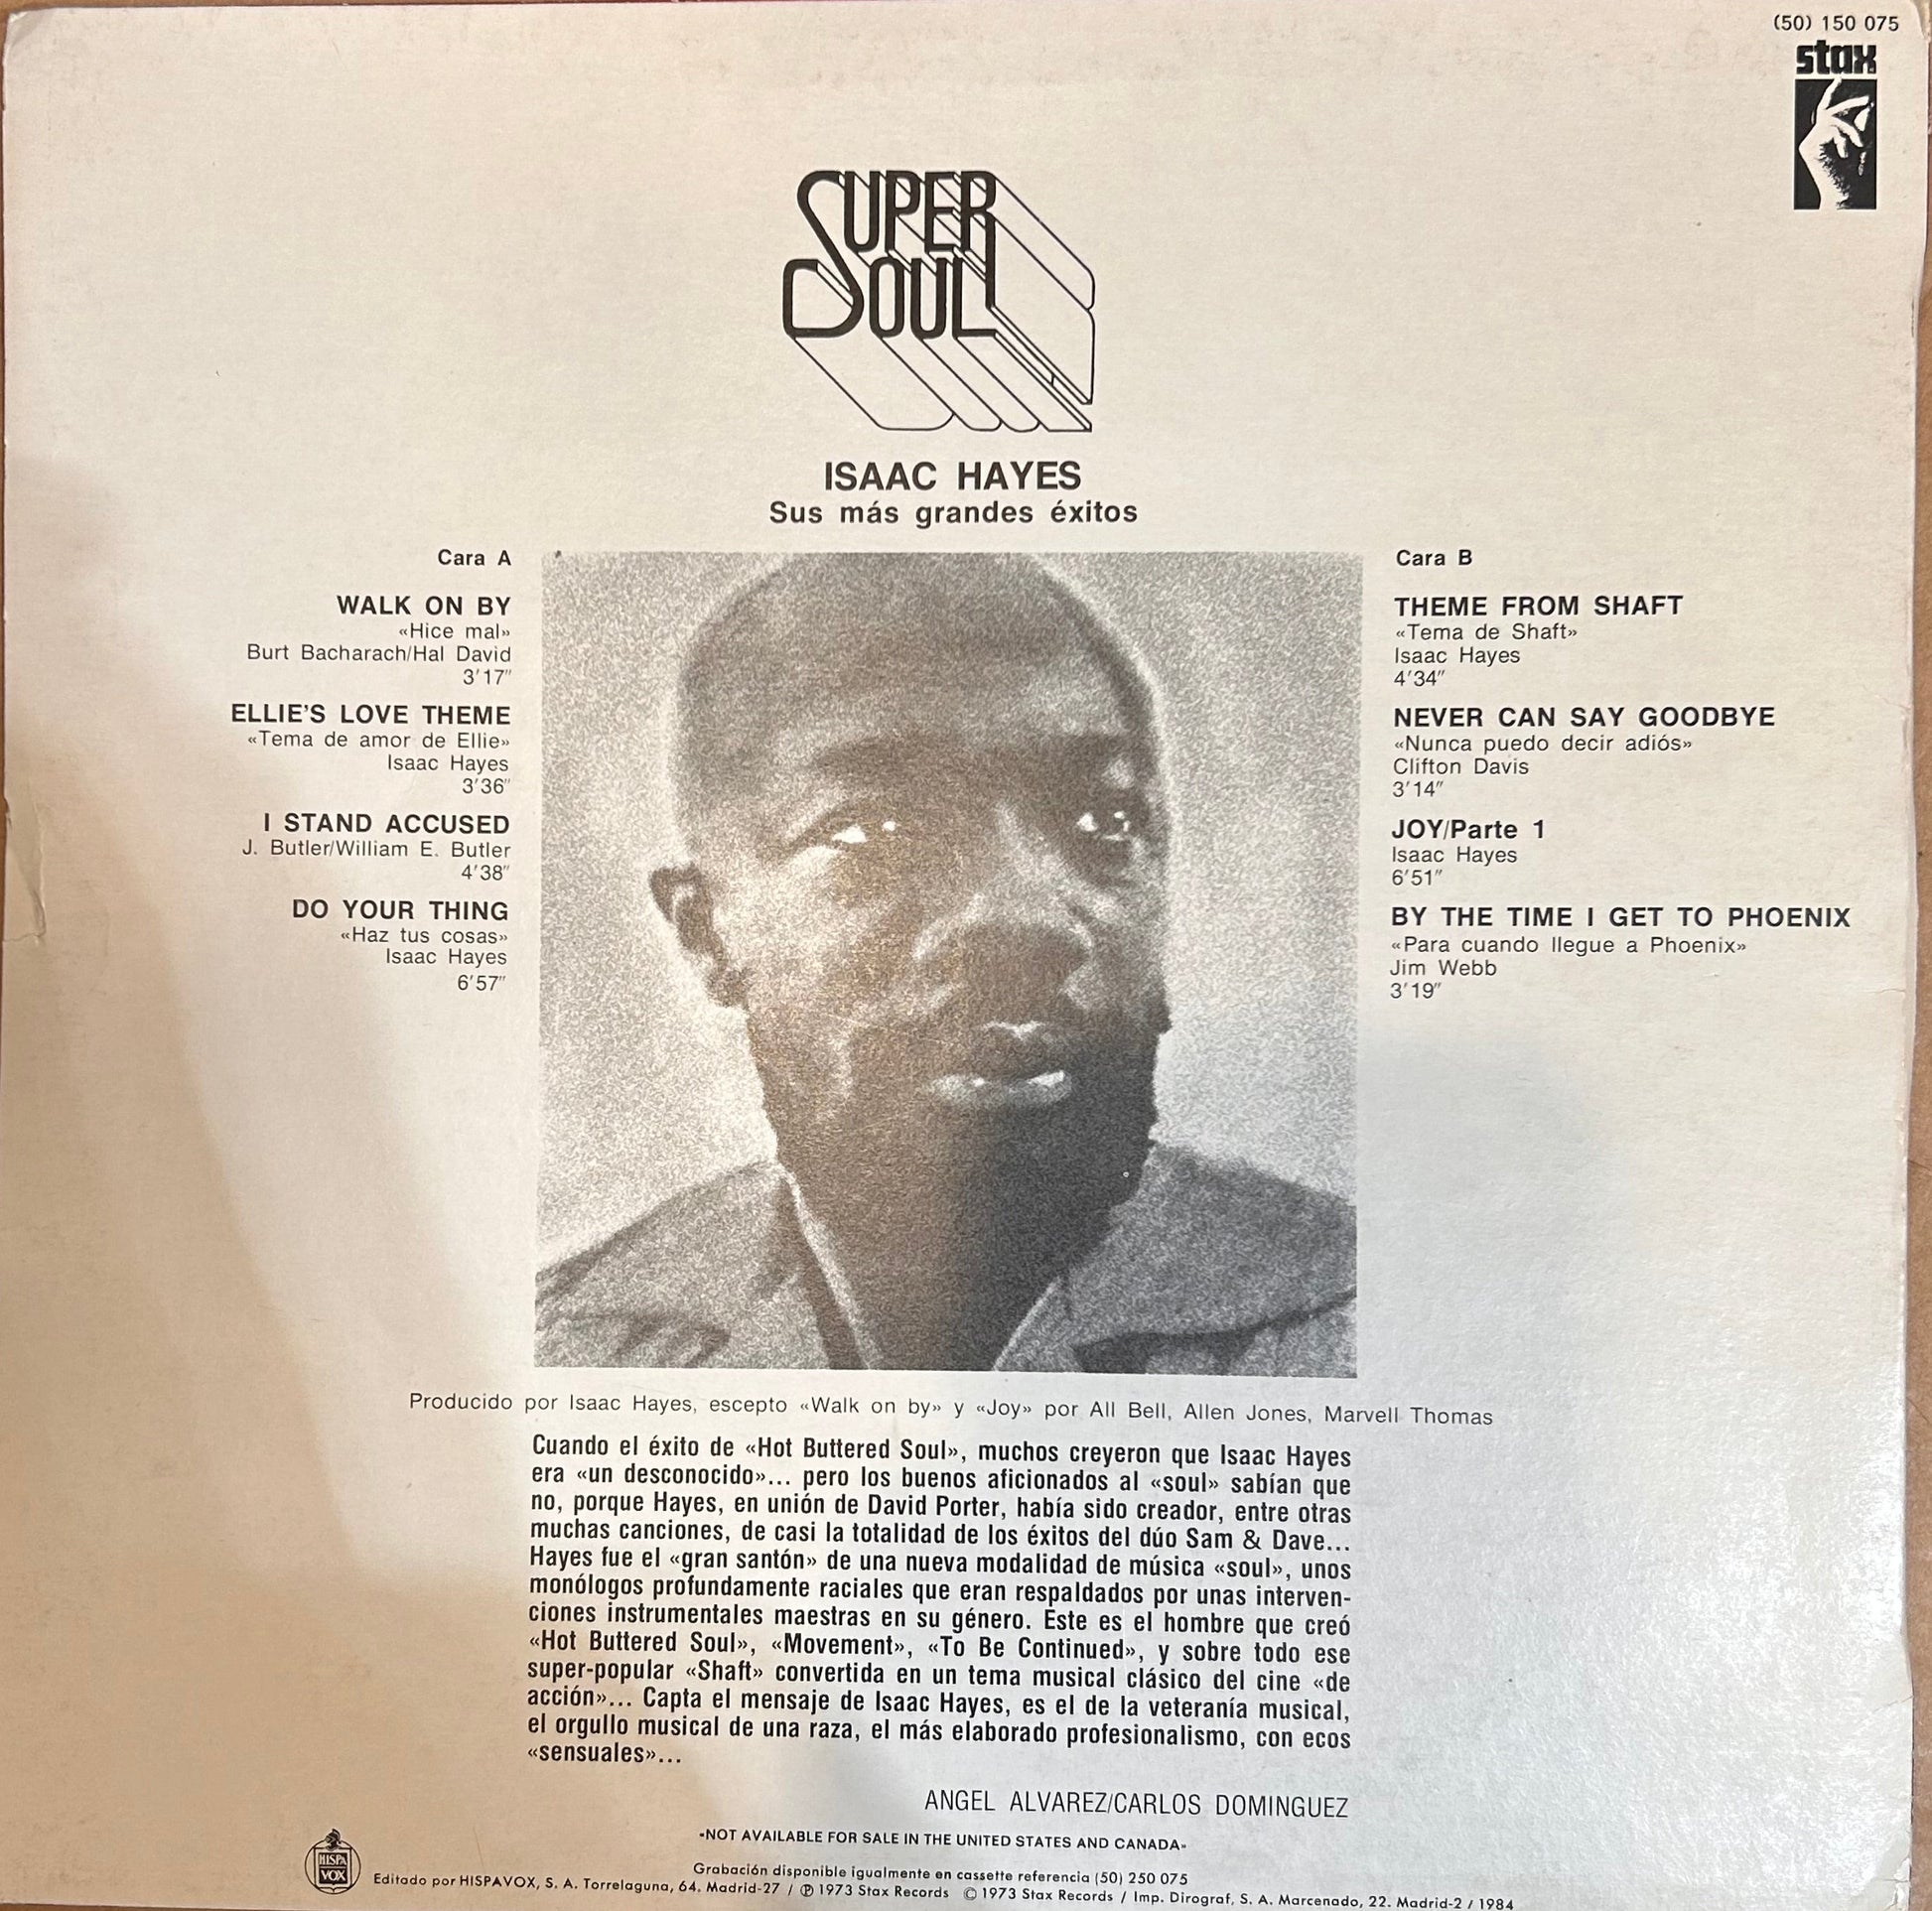 (50) 150 075
stax
SUPER
SOUL
ISAAC HAYES
Sus más grandes éxitos
Cara A
WALK ON BY
«Hice mal»
Burt Bacharach/Hal David
3'17"
ELLIE'S LOVE THEME
«Tema de amor de Ellie»
Isaac Hayes
3'36"
I STAND ACCUSED
J. Butler/William E. Butler
4'38"
DO YOUR THING
«Haz tus cosas»
Isaac Hayes
6'57"
Cara B
THEME FROM SHAFT
«Tema de Shaft»
Isaac Hayes
4'34"
NEVER CAN SAY GOODBYE
«Nunca puedo decir adiós»
Clifton Davis
3'14"
JOY/Parte 1
Isaac Hayes
6'51"
BY THE TIME I GET TO PHOENIX
«Para cuando llegue a Phoenix»
Jim Webb
3'19"
Producido por Isaac Hayes, escepto «Walk on by» y «Joy» por All Bell, Allen Jones, Marvell Thomas
Cuando el éxito de «Hot Buttered Soul», muchos creyeron que Isaac Hayes
era «un desconocido»... pero los buenos aficionados al «soul» sabían que
no, porque Hayes, en unión de David Porter, había sido creador, entre otras
muchas canciones, de casi la totalidad de los éxitos del dúo Sam & Dave...
Hayes fue el «gran santón» de una nueva modalidad de música «soul», unos
monólogos profundamente raciales que eran respaldados por unas interven-
ciones instrumentales maestras en su género. Este es el hombre que creó
«Hot Buttered Soul», «Movement», «To Be Continued», y sobre todo ese
super-popular «Shaft» convertida en un tema musical clásico del cine «de
acción»... Capta el mensaje de Isaac Hayes, es el de la veteranía musical,
el orgullo musical de una raza, el más elaborado profesionalismo, con ecos
«sensuales»...
ANGEL ALVAREZ/CARLOS DOMINGUEZ
«NOT AVAILABLE FOR SALE IN THE UNITED STATES AND CANADA»
Grabación disponible igualmente en cassette referencia (50) 250 075
HISPA
VOX
Editado por HISPAVOX, S. A. Torrelaguna, 64. Madrid-27 / ℗ 1973 Stax Records © 1973 Stax Records / Imp. Dirograf, S. A. Marcenado, 22. Madrid-2 / 1984